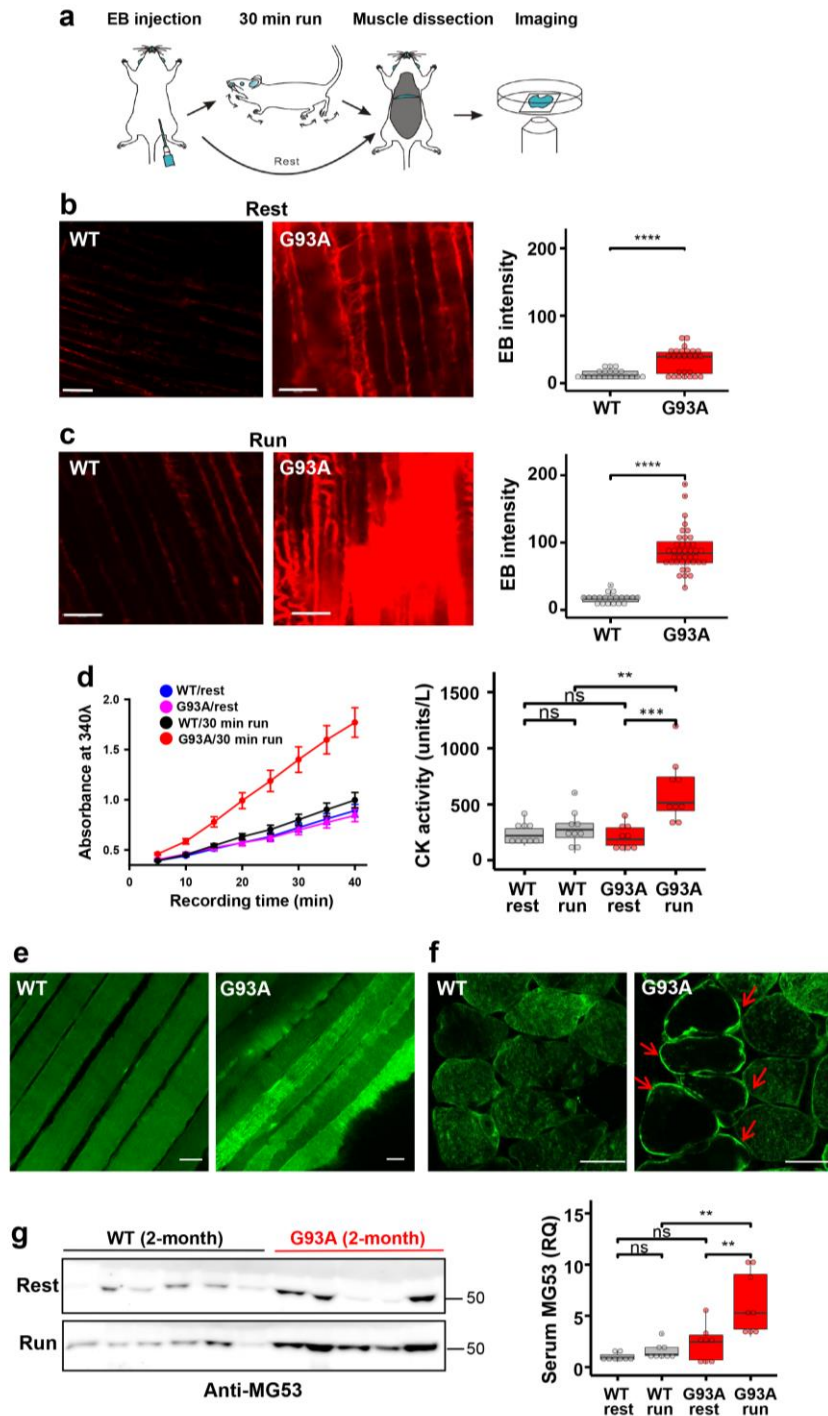 a
EB injection 30 min run Muscle dissection Imaging
Rest
b
Rest
WT G93A
EB intensity
200
100
0
****
WT G93A
c
Run
WT G93A
EB intensity
200
100
0
****
WT G93A
d
WT/rest
G93A/rest
WT/30 min run
G93A/30 min run
Absorbance at 340λ
2.0
1.5
1.0
0.5
0 10 20 30 40
Recording time (min)
CK activity (units/L)
1500
1000
500
0
**
ns
ns
***
WT rest
WT run
G93A rest
G93A run
e
WT G93A
f
WT G93A
g
WT (2-month) G93A (2-month)
Rest
50
Run
50
Anti-MG53
Serum MG53 (RQ)
15
10
5
0
**
ns
ns
**
WT rest
WT run
G93A rest
G93A run